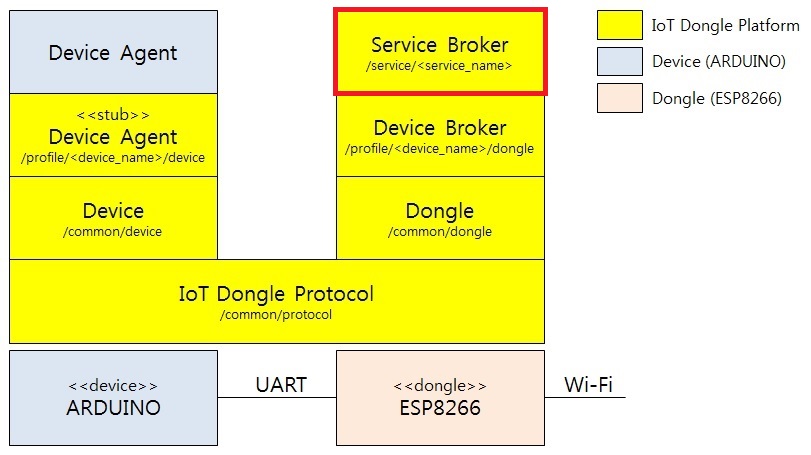 Device Agent
<<stub>>
Device Agent
/profile/<device_name>/device
Device
/common/device
Service Broker
/service/<service_name>
Device Broker
/profile/<device_name>/dongle
Dongle
/common/dongle
IoT Dongle Protocol
/common/protocol
<<device>>
ARDUINO
UART
<<dongle>>
ESP8266
Wi-Fi
IoT Dongle Platform
Device (ARDUINO)
Dongle (ESP8266)